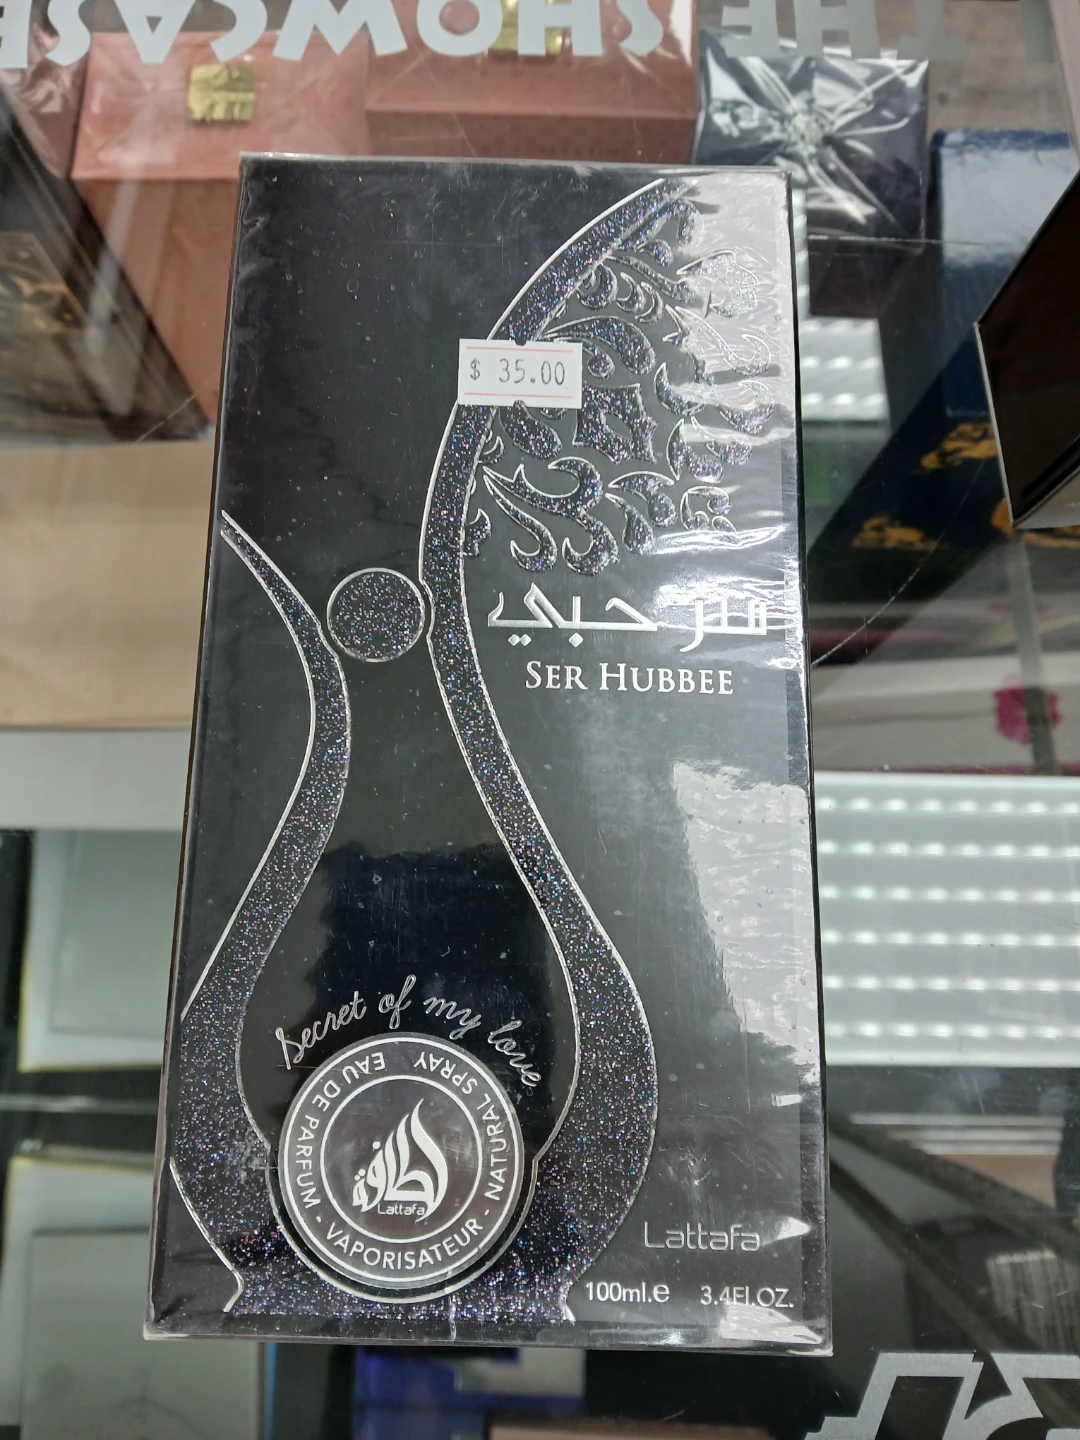 THE SHOWCASE
$ 35.00
سر حبي
SER HUBBEE
Secret of my love
EAU DE PARFUM - VAPORISATEUR - NATURAL SPRAY
اللطافة
Lattafa
Lattafa
100ml.e 3.4Fl.OZ.